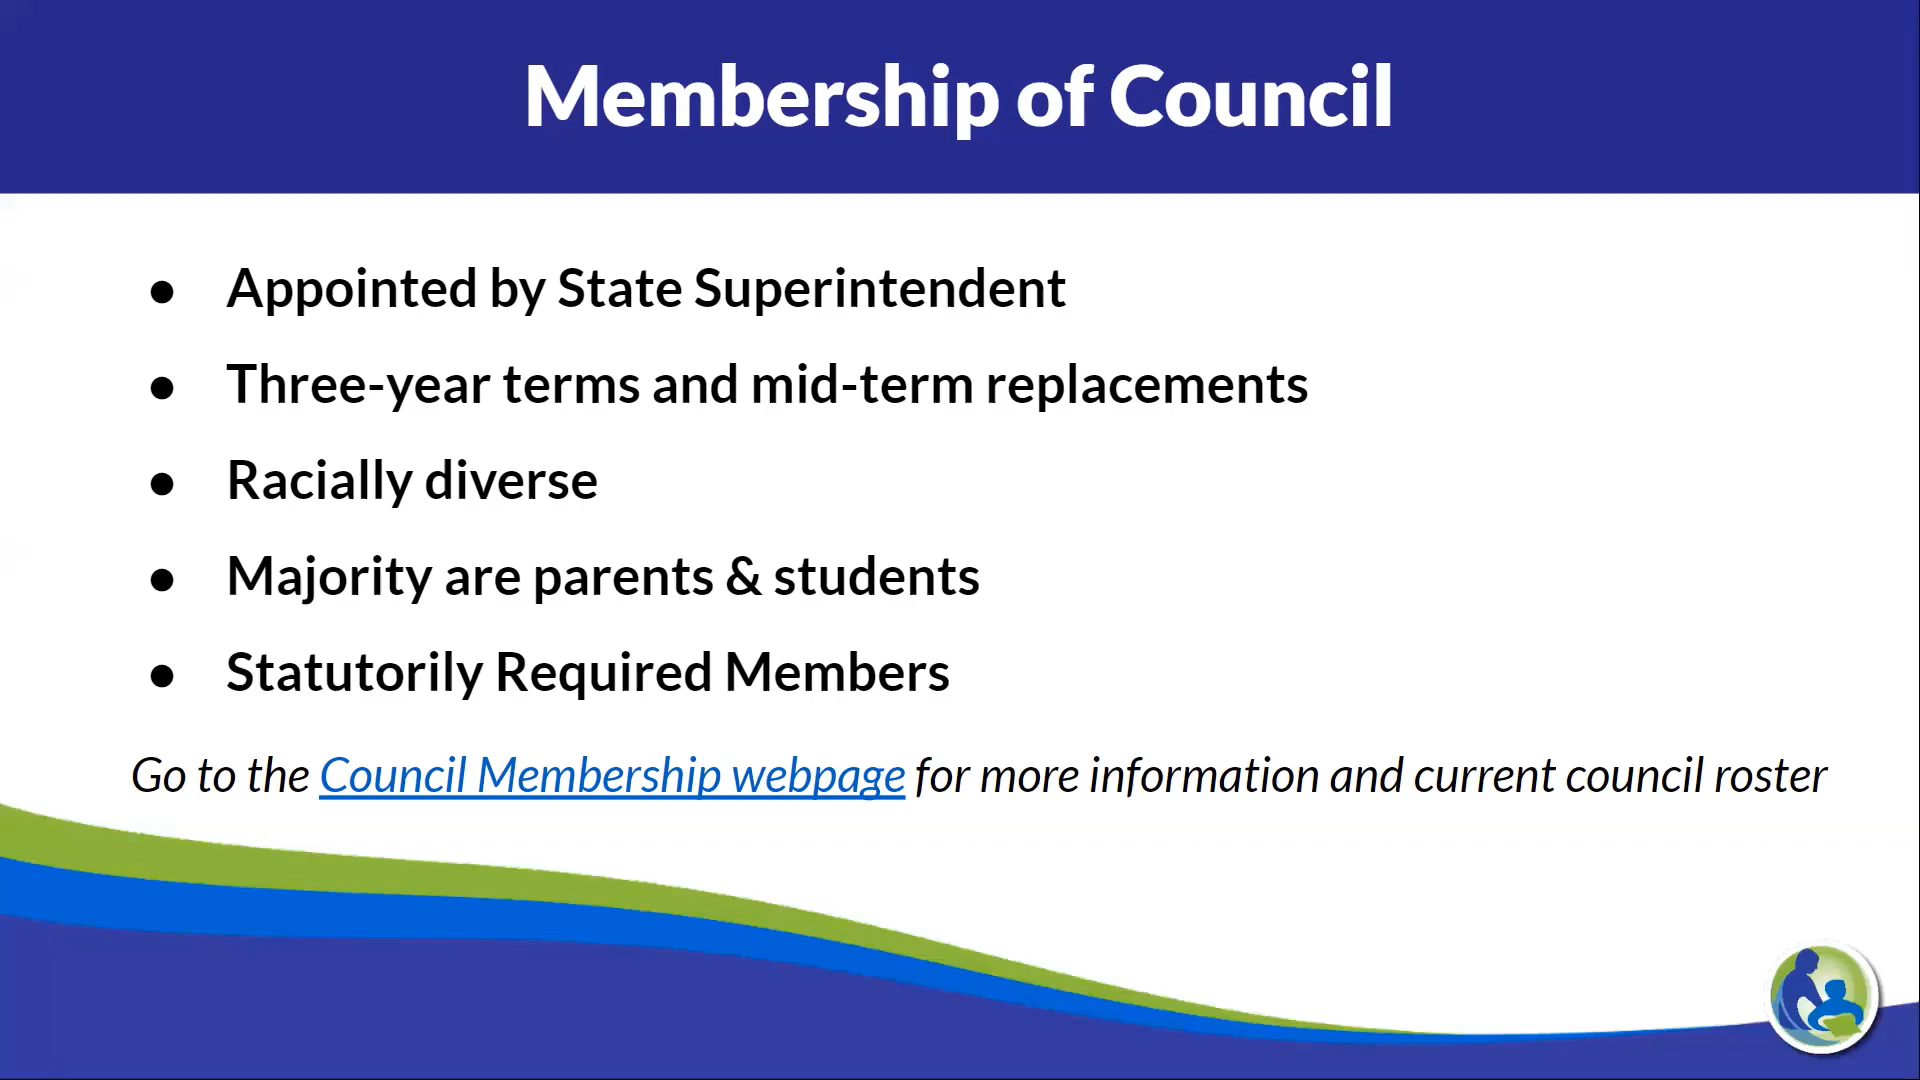 Membership of Council
● Appointed by State Superintendent
● Three-year terms and mid-term replacements
● Racially diverse
● Majority are parents & students
● Statutorily Required Members
Go to the Council Membership webpage for more information and current council roster